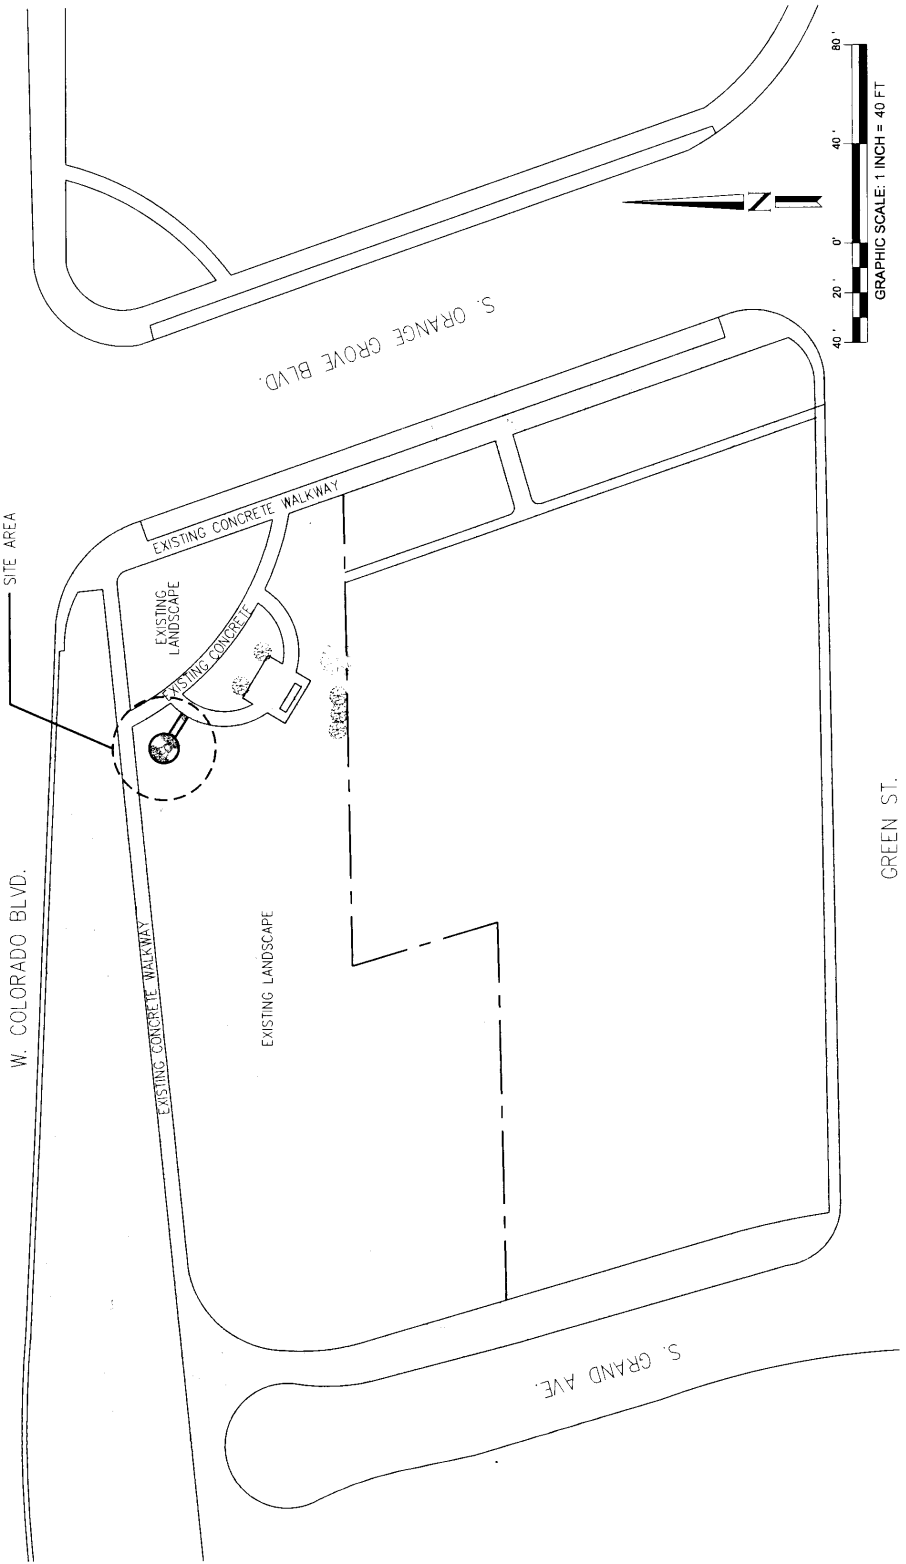 SITE AREA
W. COLORADO BLVD.
EXISTING CONCRETE WALKWAY
EXISTING
LANDSCAPE
EXISTING CONCRETE
EXISTING CONCRETE WALKWAY
EXISTING LANDSCAPE
S. ORANGE GROVE BLVD.
S. GRAND AVE.
GREEN ST.
N
40' 20' 0' 40' 80'
GRAPHIC SCALE: 1 INCH = 40 FT